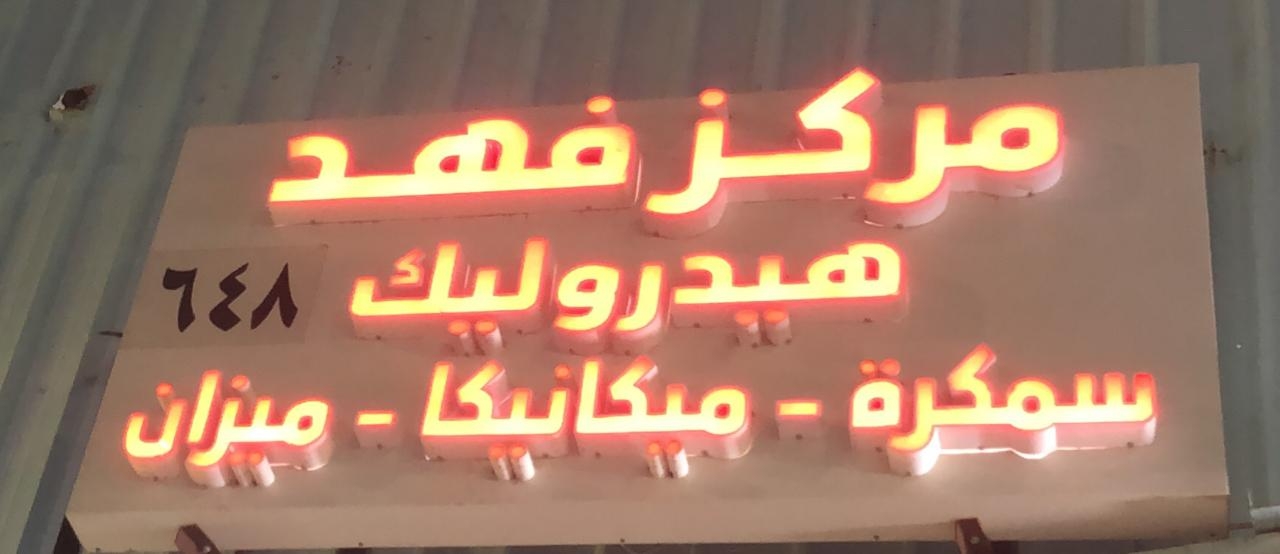 مركز فهد
هيدروليك
٦٤٨
سمكرة - ميكانيكا - ميزان